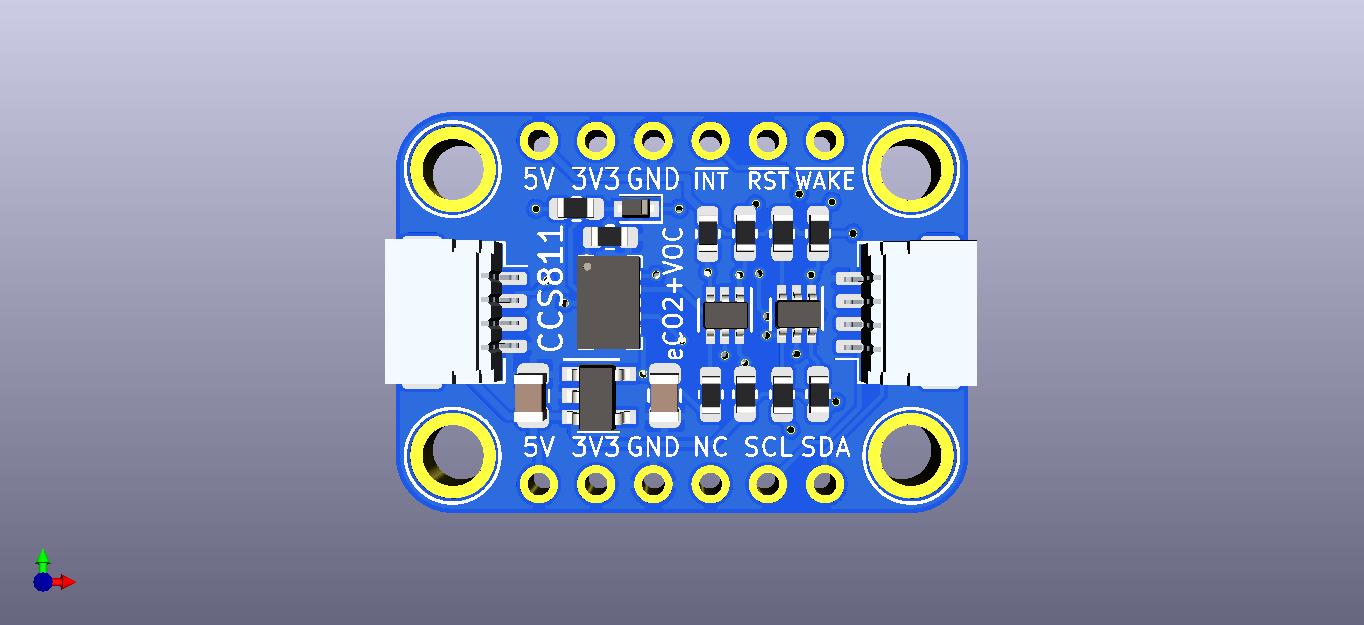 5V 3V3 GND INT RST WAKE
CCS811
eCO2+VOC
5V 3V3 GND NC SCL SDA